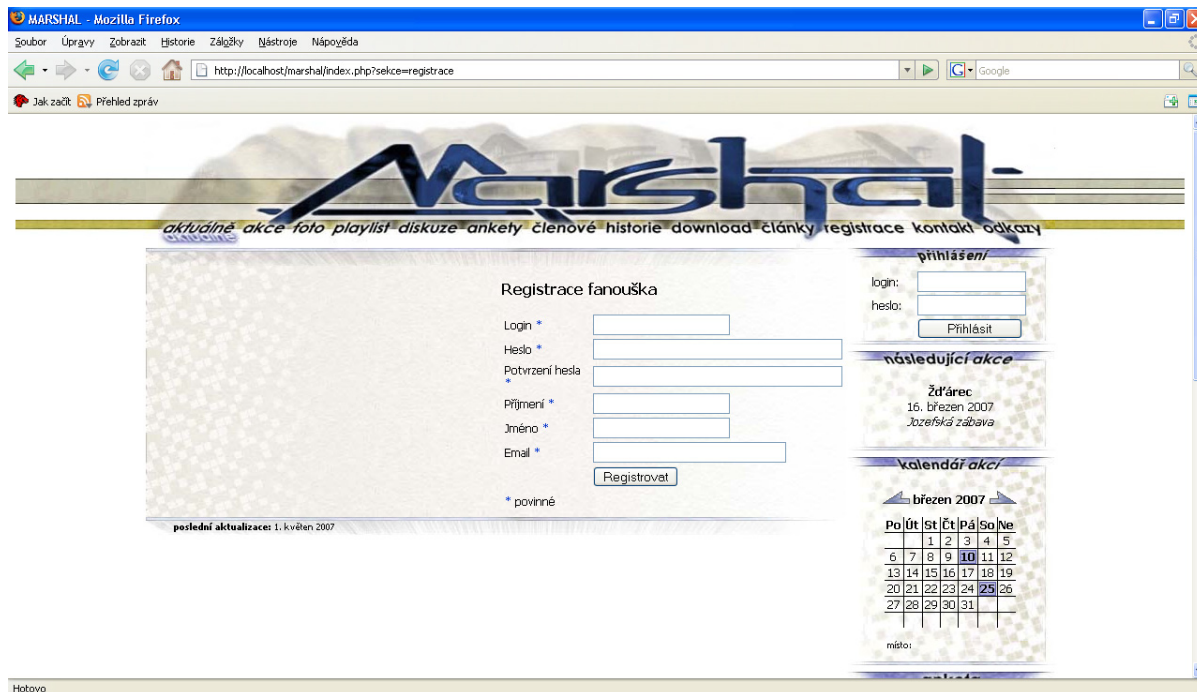 MARSHAL - Mozilla Firefox
Soubor Úpravy Zobrazit Historie Záložky Nástroje Nápověda
http://localhost/marshal/index.php?sekce=registrace
Google
Jak začít Přehled zpráv
Marshal
aktuálně akce foto playlist diskuze ankety členové historie download články registrace kontakt odkazy
přihlášení
login:
heslo:
Přihlásit
Registrace fanouška
Login *
Heslo *
Potvrzení hesla
*
Příjmení *
Jméno *
Email *
Registrovat
* povinné
poslední aktualizace: 1. květen 2007
následující akce
Žďárec
16. březen 2007
Jozefská zábava
kalendář akcí
březen 2007
Po Út St Čt Pá So Ne
1 2 3 4 5
6 7 8 9 10 11 12
13 14 15 16 17 18 19
20 21 22 23 24 25 26
27 28 29 30 31
místo:
anketa
Hotovo